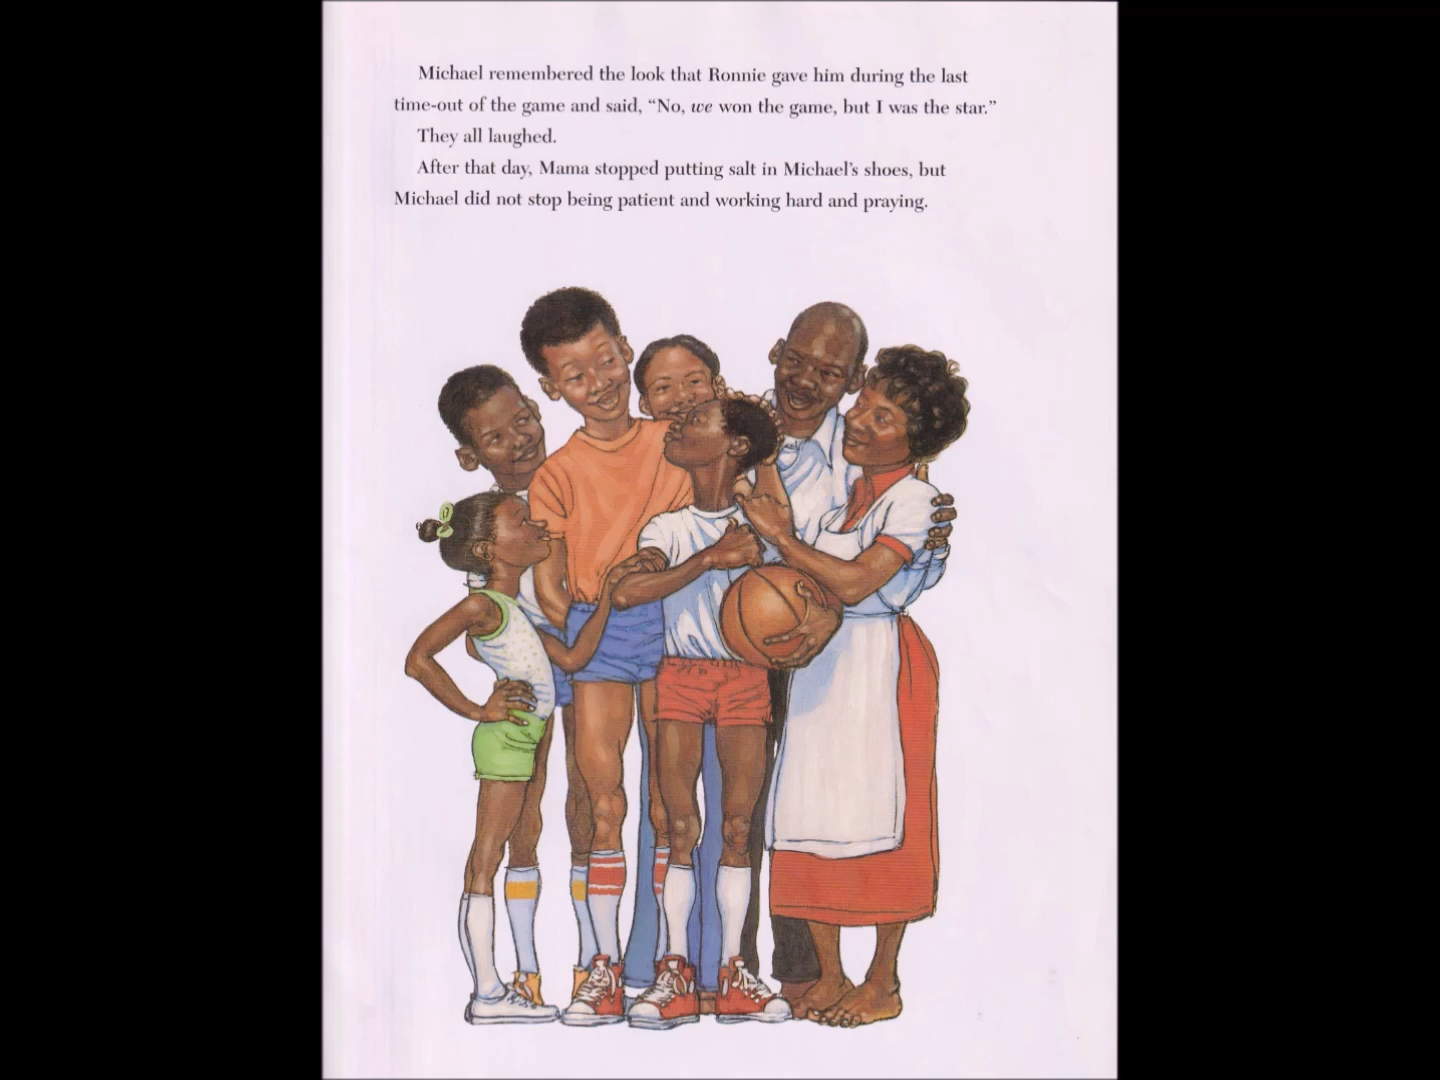 Michael remembered the look that Ronnie gave him during the last
time-out of the game and said, “No, we won the game, but I was the star.”
They all laughed.
After that day, Mama stopped putting salt in Michael’s shoes, but
Michael did not stop being patient and working hard and praying.